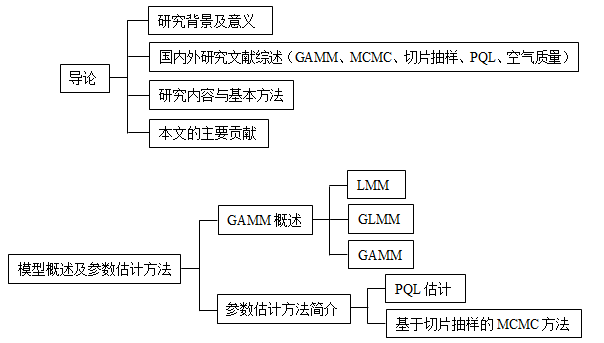 研究背景及意义
国内外研究文献综述（GAMM、MCMC、切片抽样、PQL、空气质量）
导论
研究内容与基本方法
本文的主要贡献
LMM
GAMM 概述
GLMM
GAMM
模型概述及参数估计方法
PQL 估计
参数估计方法简介
基于切片抽样的 MCMC 方法